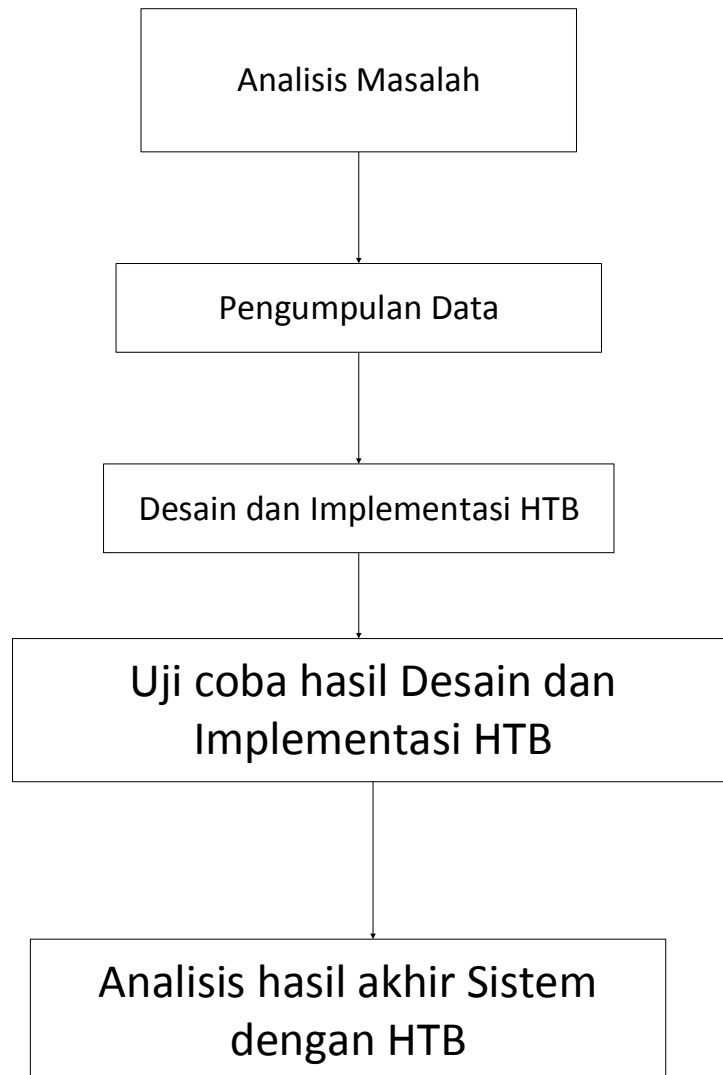 Analisis Masalah
Pengumpulan Data
Desain dan Implementasi HTB
Uji coba hasil Desain dan
Implementasi HTB
Analisis hasil akhir Sistem
dengan HTB